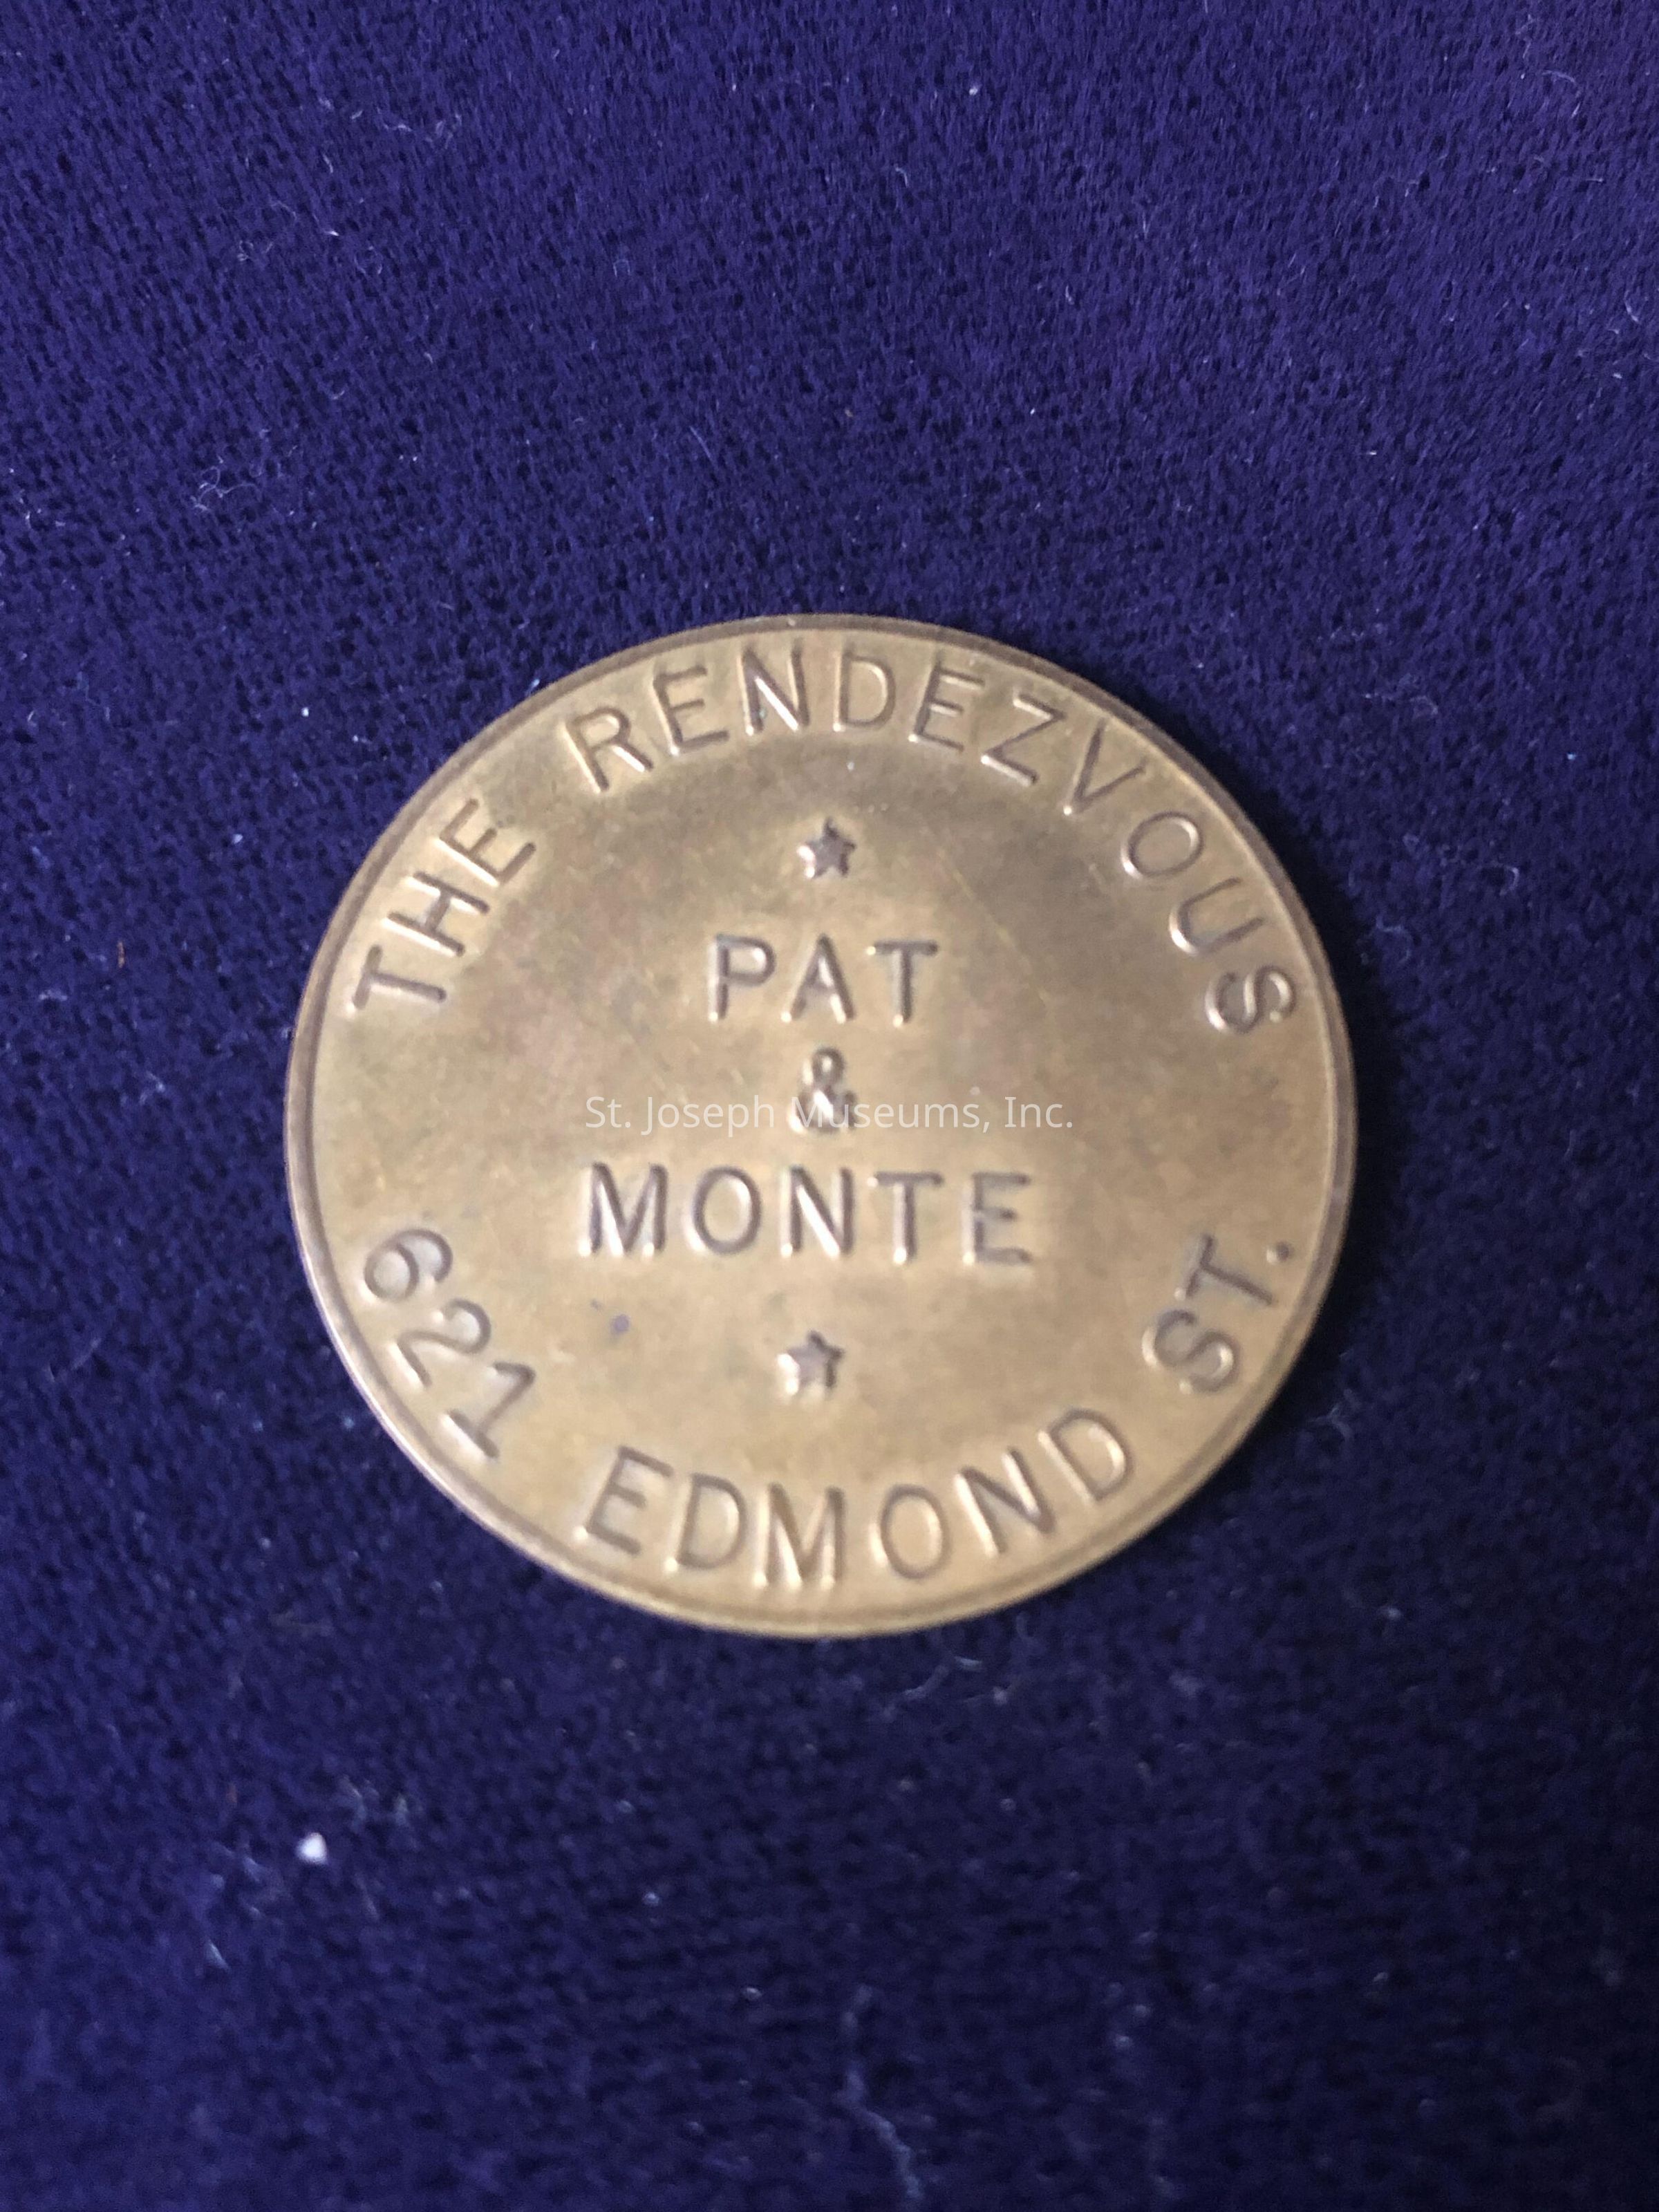 THE RENDEZVOUS
PAT
&
St. Joseph Museums, Inc.
MONTE
621 EDMOND ST.